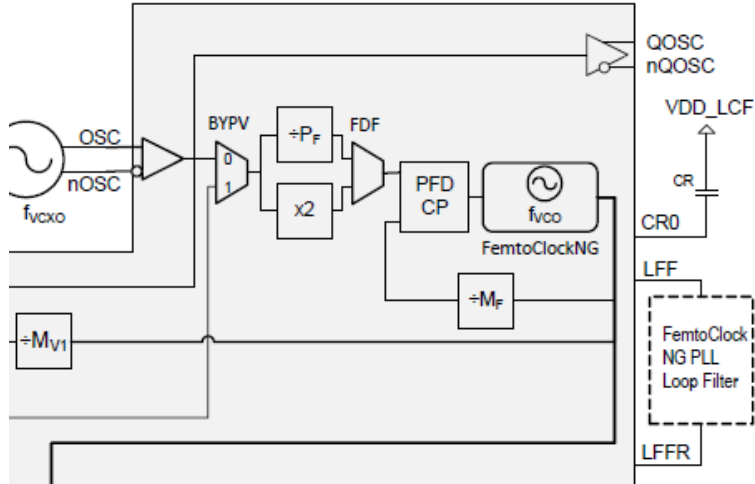 QOSC
nQOSC
VDD_LCF
OSC
BYPV
÷PF
FDF
0
nOSC
1
x2
PFD
CP
fVCO
fVCXO
FemtoClockNG
CR
CR0
LFF
÷MF
÷MV1
FemtoClock
NG PLL
Loop Filter
LFFR